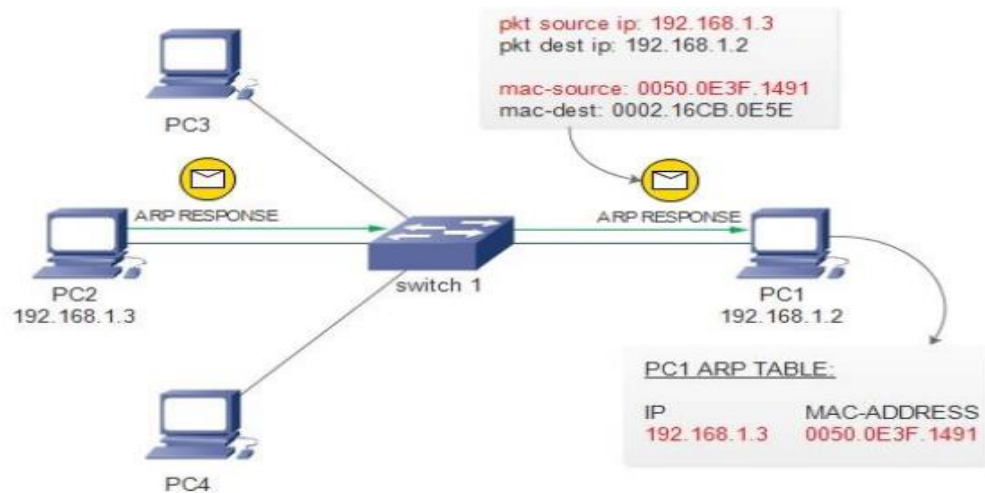 pkt source ip: 192.168.1.3
pkt dest ip: 192.168.1.2
mac-source: 0050.0E3F.1491
mac-dest: 0002.16CB.0E5E
PC3
ARP RESPONSE
ARP RESPONSE
switch 1
PC2
192.168.1.3
PC1
192.168.1.2
PC1 ARP TABLE:
IP MAC-ADDRESS
192.168.1.3 0050.0E3F.1491
PC4